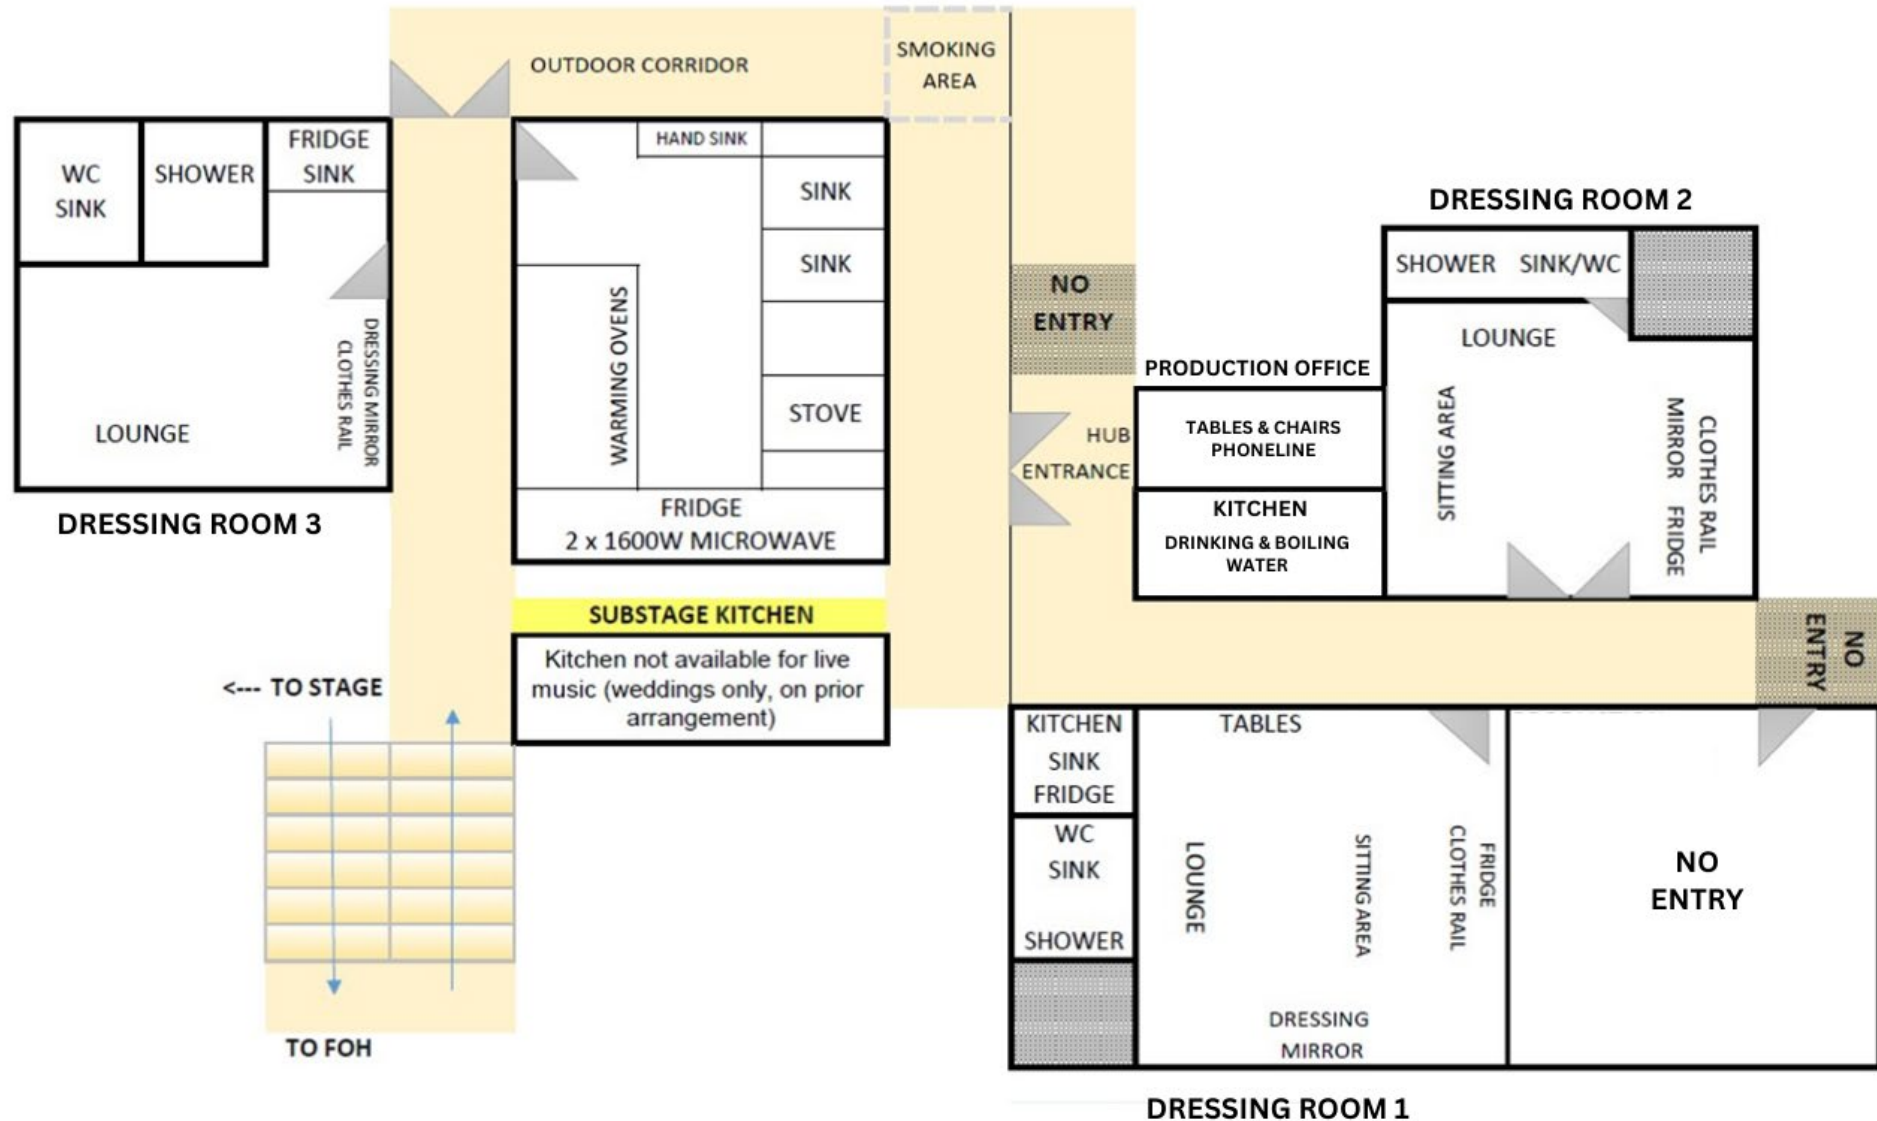 OUTDOOR CORRIDOR
SMOKING
AREA
WC
SINK
SHOWER
FRIDGE
SINK
LOUNGE
DRESSING MIRROR
CLOTHES RAIL
DRESSING ROOM 3
HAND SINK
SINK
SINK
STOVE
WARMING OVENS
FRIDGE
2 x 1600W MICROWAVE
SUBSTAGE KITCHEN
Kitchen not available for live
music (weddings only, on prior
arrangement)
<--- TO STAGE
TO FOH
NO
ENTRY
HUB
ENTRANCE
PRODUCTION OFFICE
TABLES & CHAIRS
PHONELINE
KITCHEN
DRINKING & BOILING
WATER
DRESSING ROOM 2
SHOWER SINK/WC
LOUNGE
SITTING AREA
CLOTHES RAIL
MIRROR FRIDGE
NO
ENTRY
KITCHEN
SINK
FRIDGE
WC
SINK
SHOWER
TABLES
LOUNGE
SITTING AREA
FRIDGE
CLOTHES RAIL
DRESSING
MIRROR
NO
ENTRY
DRESSING ROOM 1